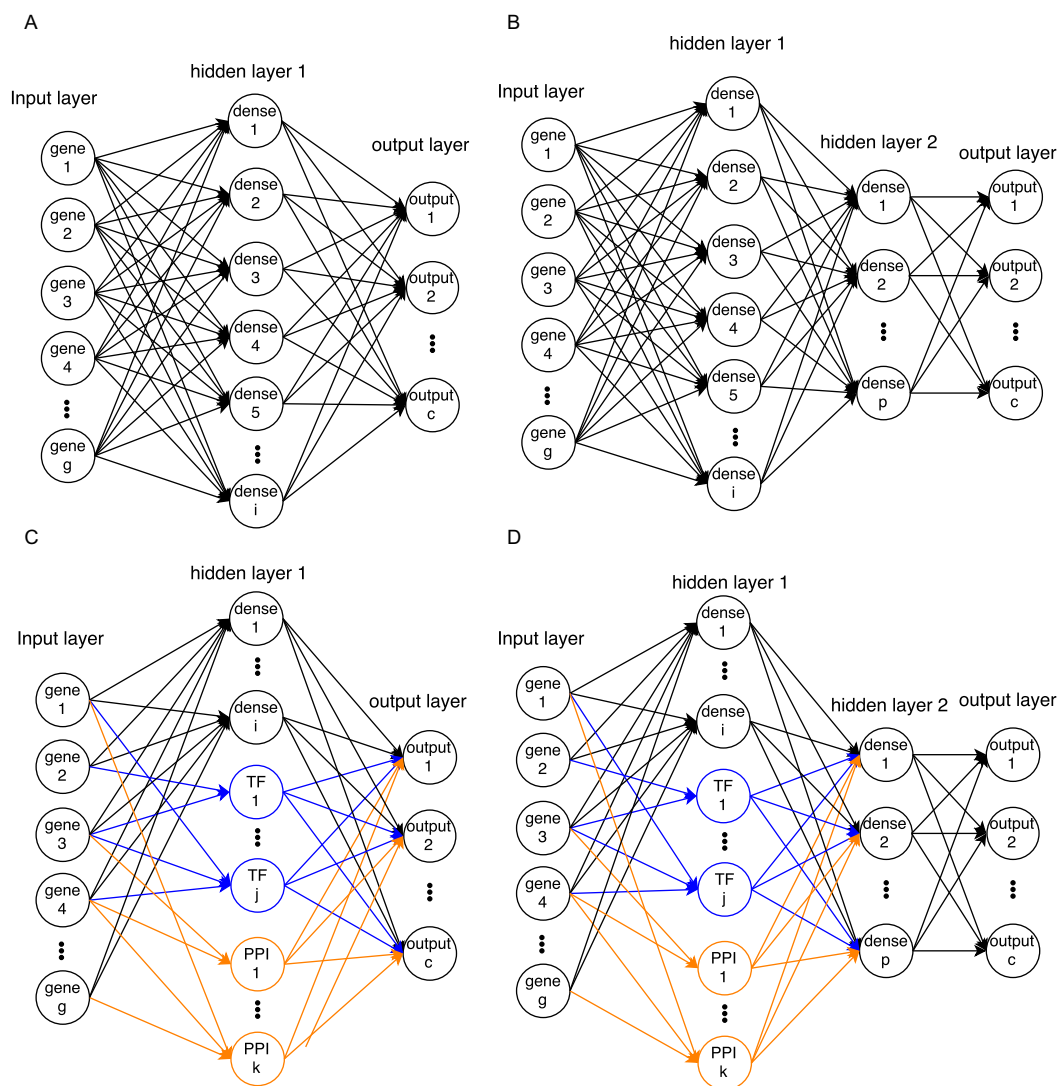 A
hidden layer 1
Input layer
output layer
gene
1
gene
2
gene
3
gene
4
gene
g
dense
1
dense
2
dense
3
dense
4
dense
5
dense
i
output
1
output
2
output
c
B
hidden layer 1
Input layer
hidden layer 2
output layer
gene
1
gene
2
gene
3
gene
4
gene
g
dense
1
dense
2
dense
3
dense
4
dense
5
dense
i
dense
1
dense
2
dense
p
output
1
output
2
output
c
C
hidden layer 1
Input layer
output layer
gene
1
gene
2
gene
3
gene
4
gene
g
dense
1
dense
i
TF
1
TF
j
PPI
1
PPI
k
output
1
output
2
output
c
D
hidden layer 1
Input layer
hidden layer 2
output layer
gene
1
gene
2
gene
3
gene
4
gene
g
dense
1
dense
i
TF
1
TF
j
PPI
1
PPI
k
dense
1
dense
2
dense
p
output
1
output
2
output
c